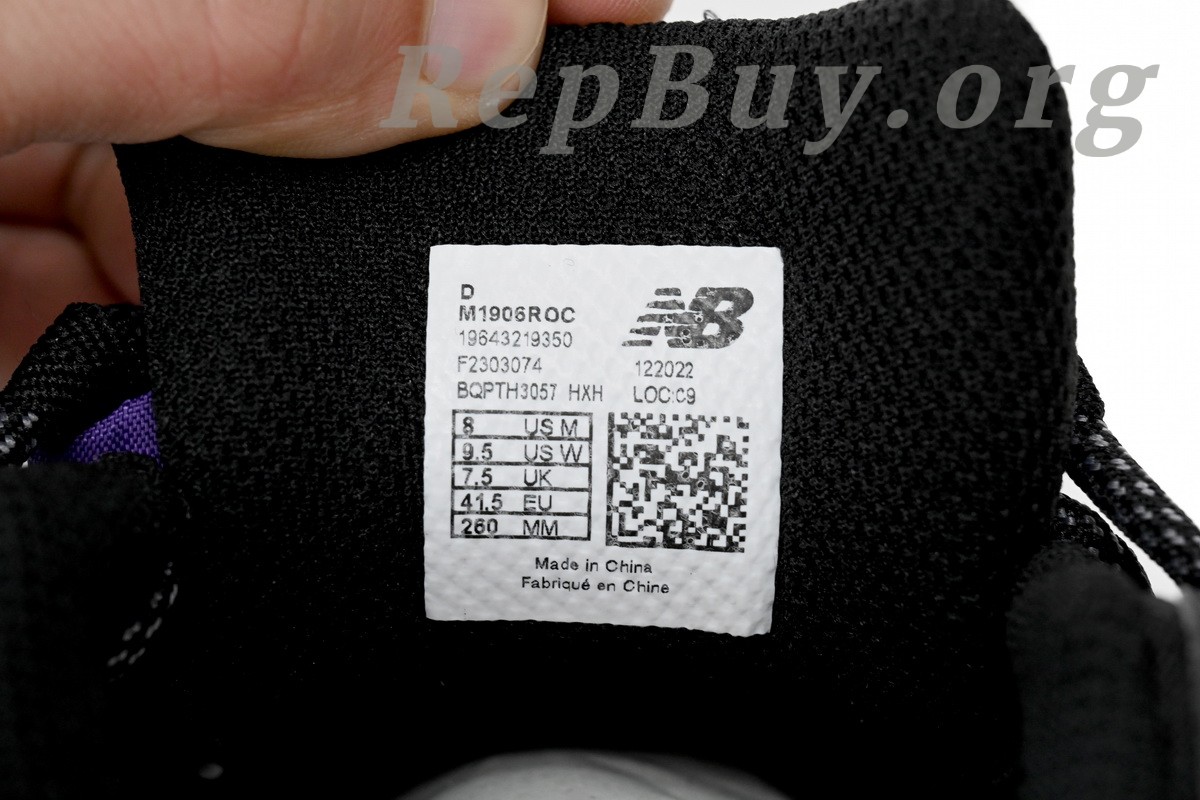 RepBuy.org
D
M1906ROC
NB
19643219350
F2303074 122022
BQPTH3057 HXH LOC:C9
8 US M
9.5 US W
7.5 UK
41.5 EU
260 MM
Made in China
Fabriqué en Chine